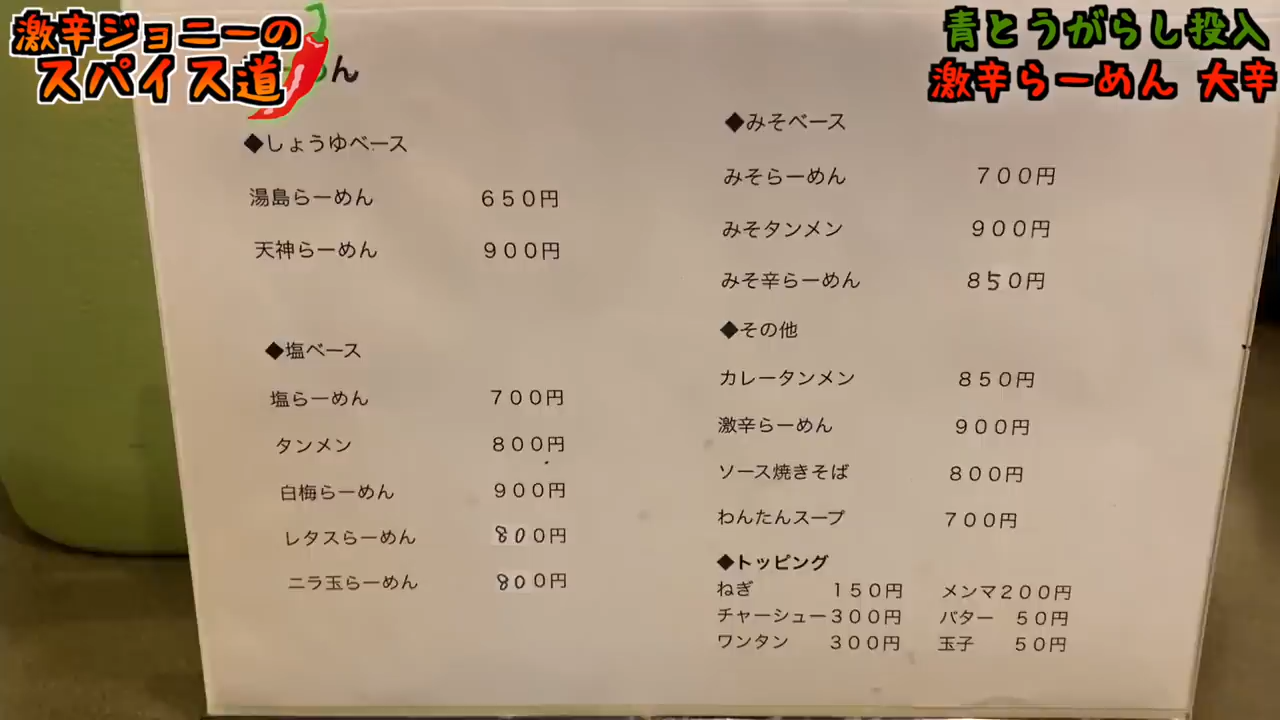 激辛ジョニーの
スパイス道
青とうがらし投入
激辛らーめん 大辛
めん
◆しょうゆベース
湯島らーめん ６５０円
天神らーめん ９００円
◆塩ベース
塩らーめん ７００円
タンメン ８００円
白梅らーめん ９００円
レタスらーめん ８００円
ニラ玉らーめん ８００円
◆みそベース
みそらーめん ７００円
みそタンメン ９００円
みそ辛らーめん ８５０円
◆その他
カレータンメン ８５０円
激辛らーめん ９００円
ソース焼きそば ８００円
わんたんスープ ７００円
◆トッピング
ねぎ １５０円 メンマ２００円
チャーシュー３００円 バター ５０円
ワンタン ３００円 玉子 ５０円